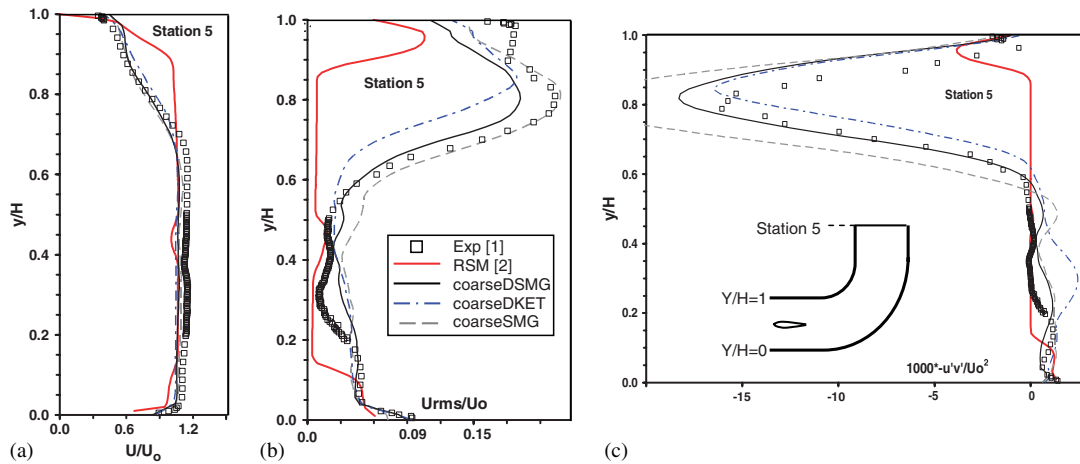 1.0
0.8
0.6
0.4
0.2
0.0
y/H
Station 5
0.0 0.6 1.2
U/Uo
(a)
1.0
0.8
0.6
0.4
0.2
0.0
y/H
Station 5
Exp [1]
RSM [2]
coarseDSMG
coarseDKET
coarseSMG
Urms/Uo
0.0 0.09 0.15
(b)
1.0
0.8
0.6
0.4
0.2
0.0
y/H
Station 5
Station 5
Y/H=1
Y/H=0
1000*-u'v'/Uo²
-15 -10 -5 0
(c)